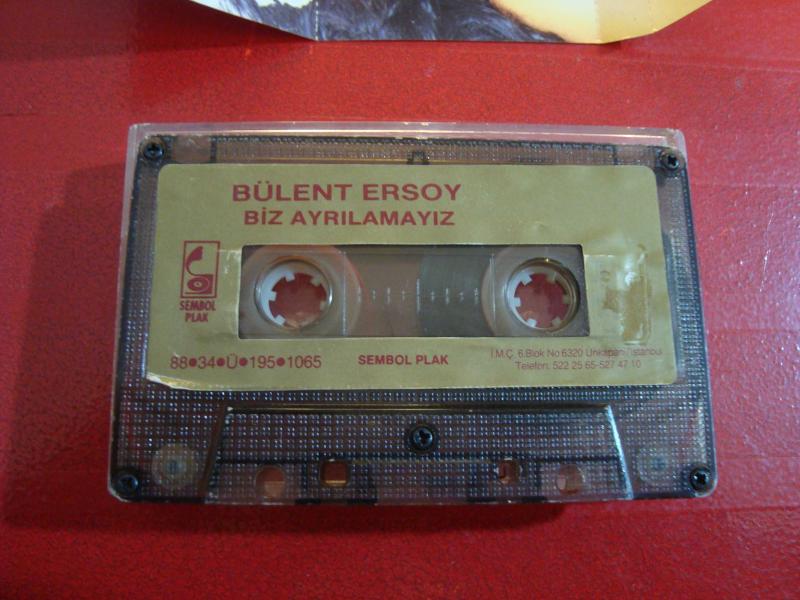 BÜLENT ERSOY
BİZ AYRILAMAYIZ
SEMBOL
PLAK
88•34•Ü•195•1065
SEMBOL PLAK
İ.M.Ç. 6.Blok No:6320 Unkapanı/İstanbul
Telefon: 522 25 65-527 47 10